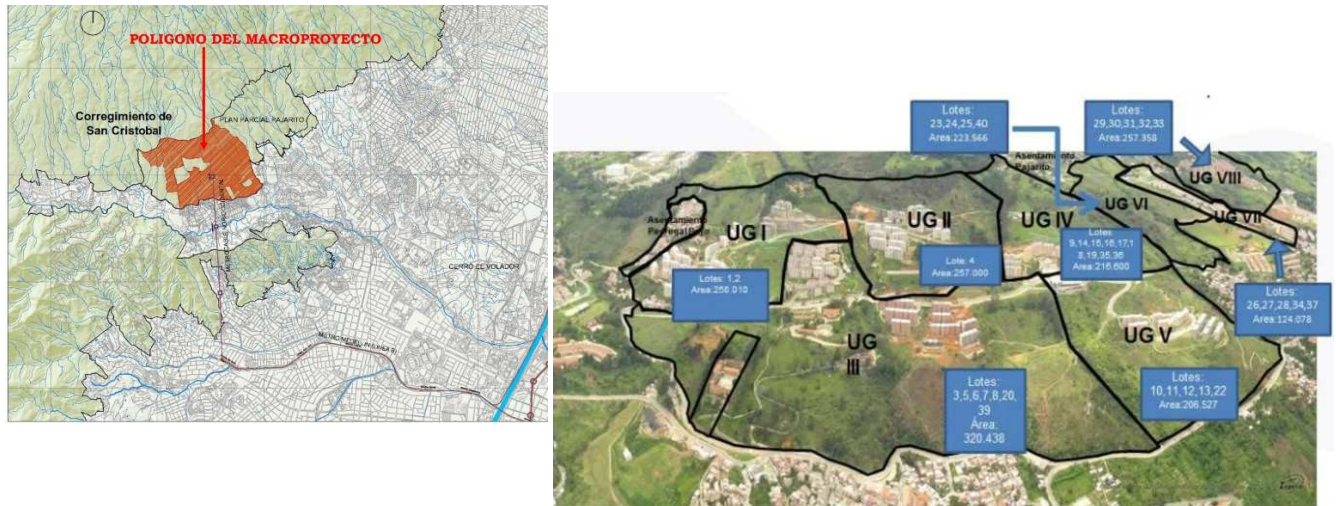 POLIGONO DEL MACROPROYECTO
Corregimiento de
San Cristobal
PLAN PARCIAL PAJARITO
CERRO EL VOLADOR
Lotes:
23,24,25,40
Area:223.566
Lotes:
29,30,31,32,33
Area:257.358
Asentamiento
Pajarito
UG VIII
UG VI
UG VII
Asentamiento
UG I
UG II
UG IV
Lotes:
9,14,15,16,17,1
8,19,35,36
Area:216.600
Lote: 4
Area:257.000
Lotes: 1,2
Area:258.010
Lotes:
26,27,28,34,37
Area:124.078
UG
III
UG V
Lotes:
3,5,6,7,8,20,
39
Área:
320.438
Lotes:
10,11,12,13,22
Area:206.527